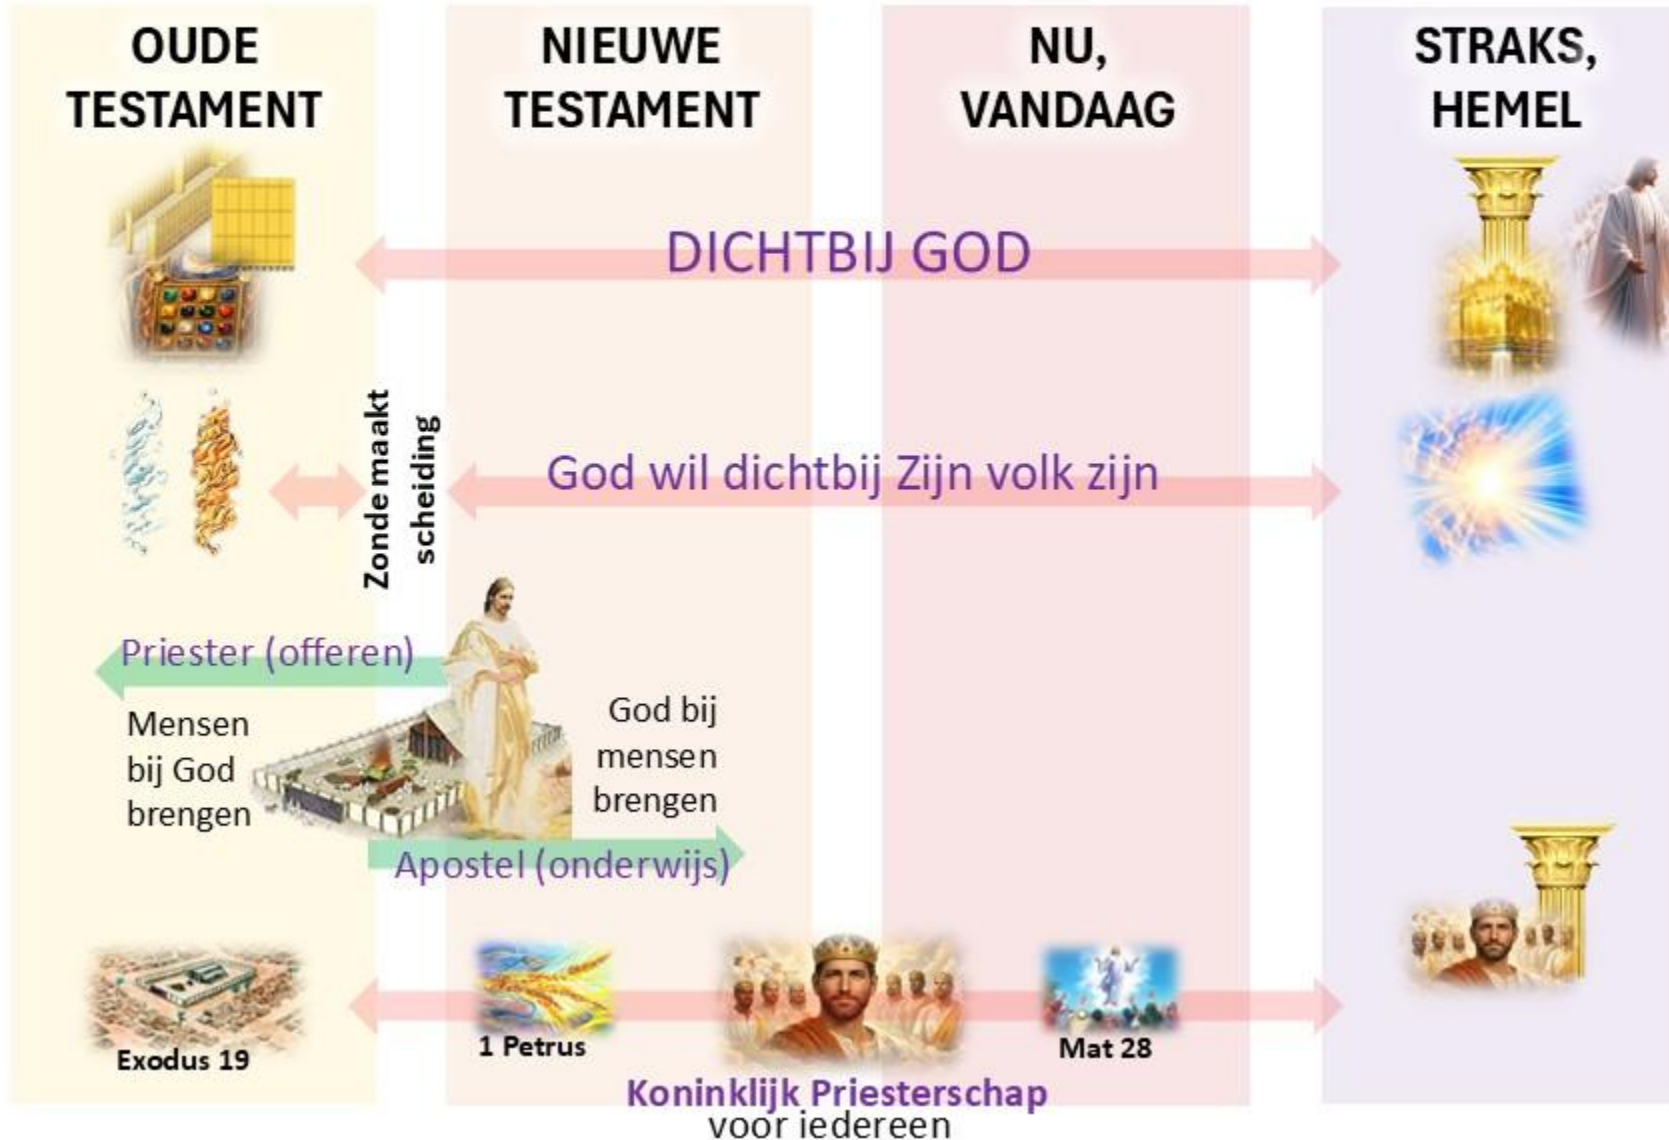 OUDE
TESTAMENT
NIEUWE
TESTAMENT
NU,
VANDAAG
STRAKS,
HEMEL
DICHTBIJ GOD
Zonde maakt
scheiding
God wil dichtbij Zijn volk zijn
Priester (offeren)
Mensen
bij God
brengen
God bij
mensen
brengen
Apostel (onderwijs)
Exodus 19
1 Petrus
Mat 28
Koninklijk Priesterschap
voor iedereen